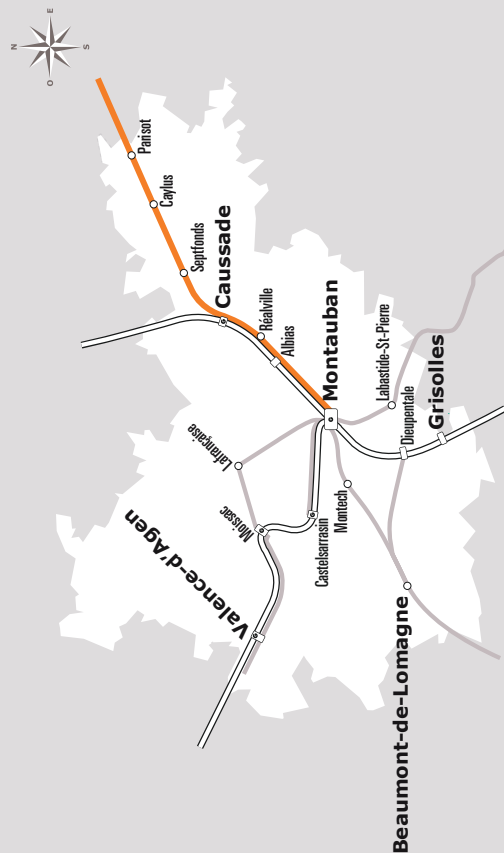 E
N
S
O
Parisot
Caylus
Septfonds
Caussade
Réalville
Albias
Montauban
Labastide-St-Pierre
Dieupentale
Grisolles
Lafrançaise
Moissac
Valence-d'Agen
Castelsarrasin
Montech
Beaumont-de-Lomagne